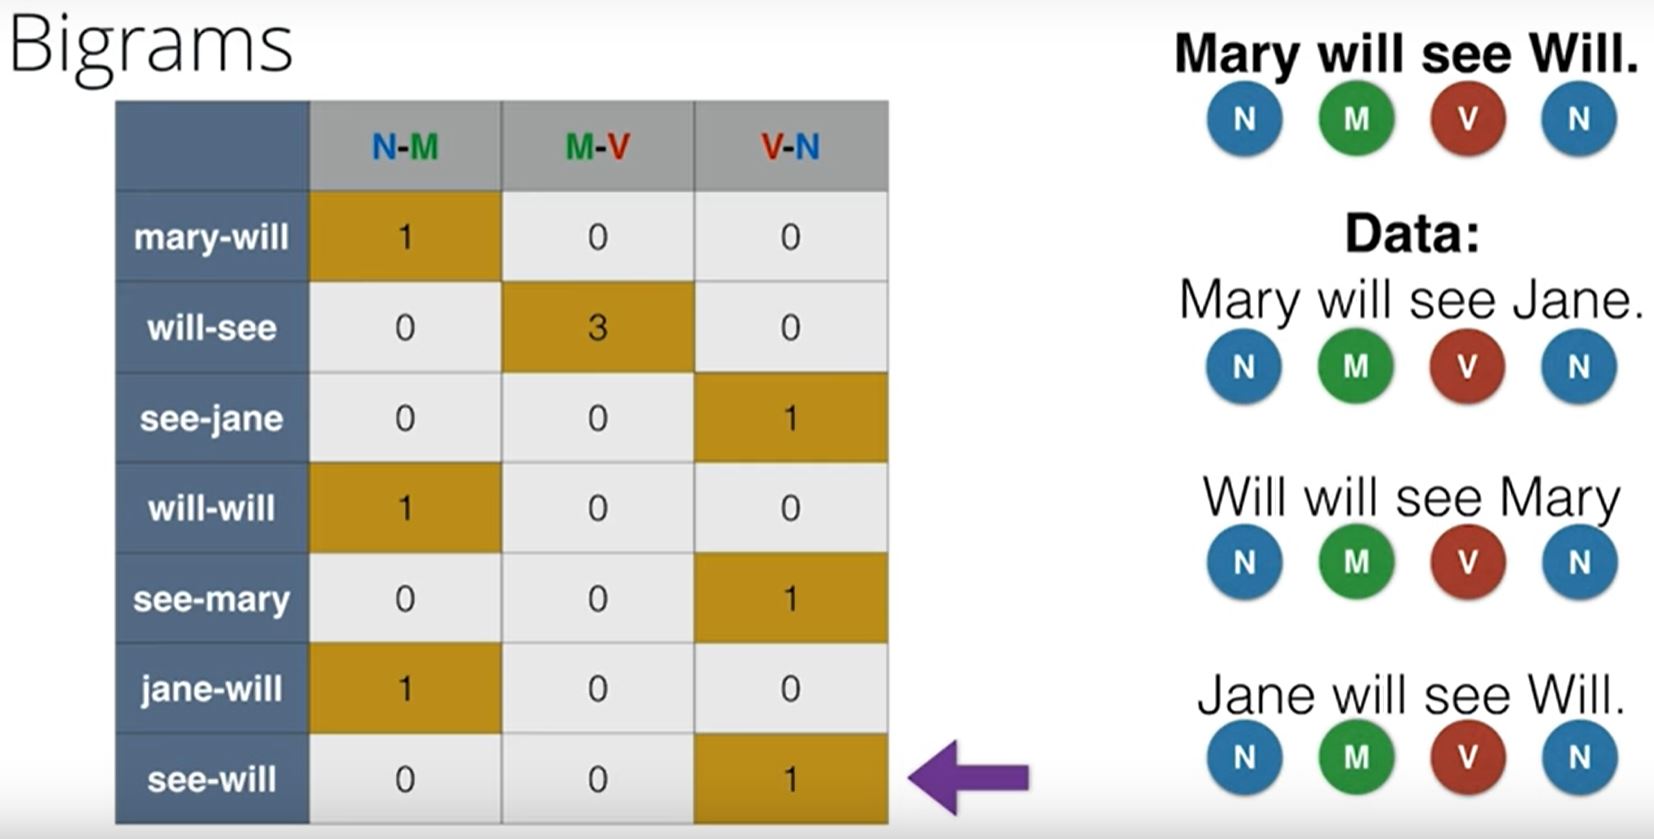 Bigrams
N-M M-V V-N
mary-will 1 0 0
will-see 0 3 0
see-jane 0 0 1
will-will 1 0 0
see-mary 0 0 1
jane-will 1 0 0
see-will 0 0 1
Mary will see Will.
N M V N
Data:
Mary will see Jane.
N M V N
Will will see Mary
N M V N
Jane will see Will.
N M V N